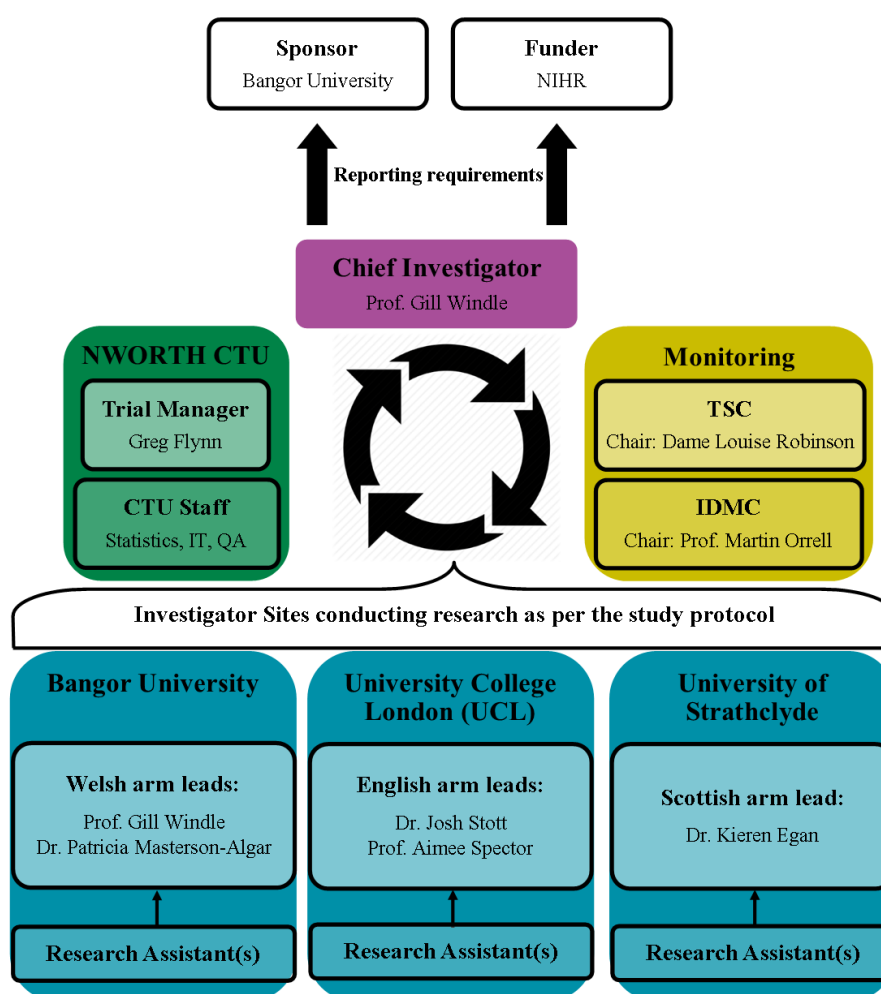 Sponsor
Bangor University
Funder
NIHR
Reporting requirements
Chief Investigator
Prof. Gill Windle
NWORTH CTU
Trial Manager
Greg Flynn
CTU Staff
Statistics, IT, QA
Monitoring
TSC
Chair: Dame Louise Robinson
IDMC
Chair: Prof. Martin Orrell
Investigator Sites conducting research as per the study protocol
Bangor University
Welsh arm leads:
Prof. Gill Windle
Dr. Patricia Masterson-Algar
Research Assistant(s)
University College
London (UCL)
English arm leads:
Dr. Josh Stott
Prof. Aimee Spector
Research Assistant(s)
University of
Strathclyde
Scottish arm lead:
Dr. Kieren Egan
Research Assistant(s)